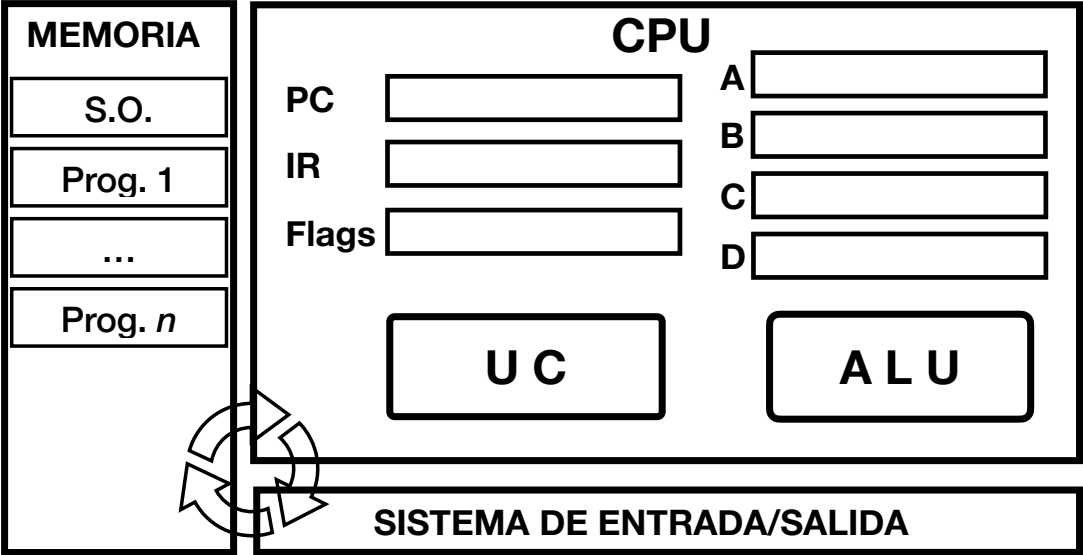 MEMORIA
S.O.
Prog. 1
...
Prog. n
CPU
PC
IR
Flags
A
B
C
D
U C
A L U
SISTEMA DE ENTRADA/SALIDA